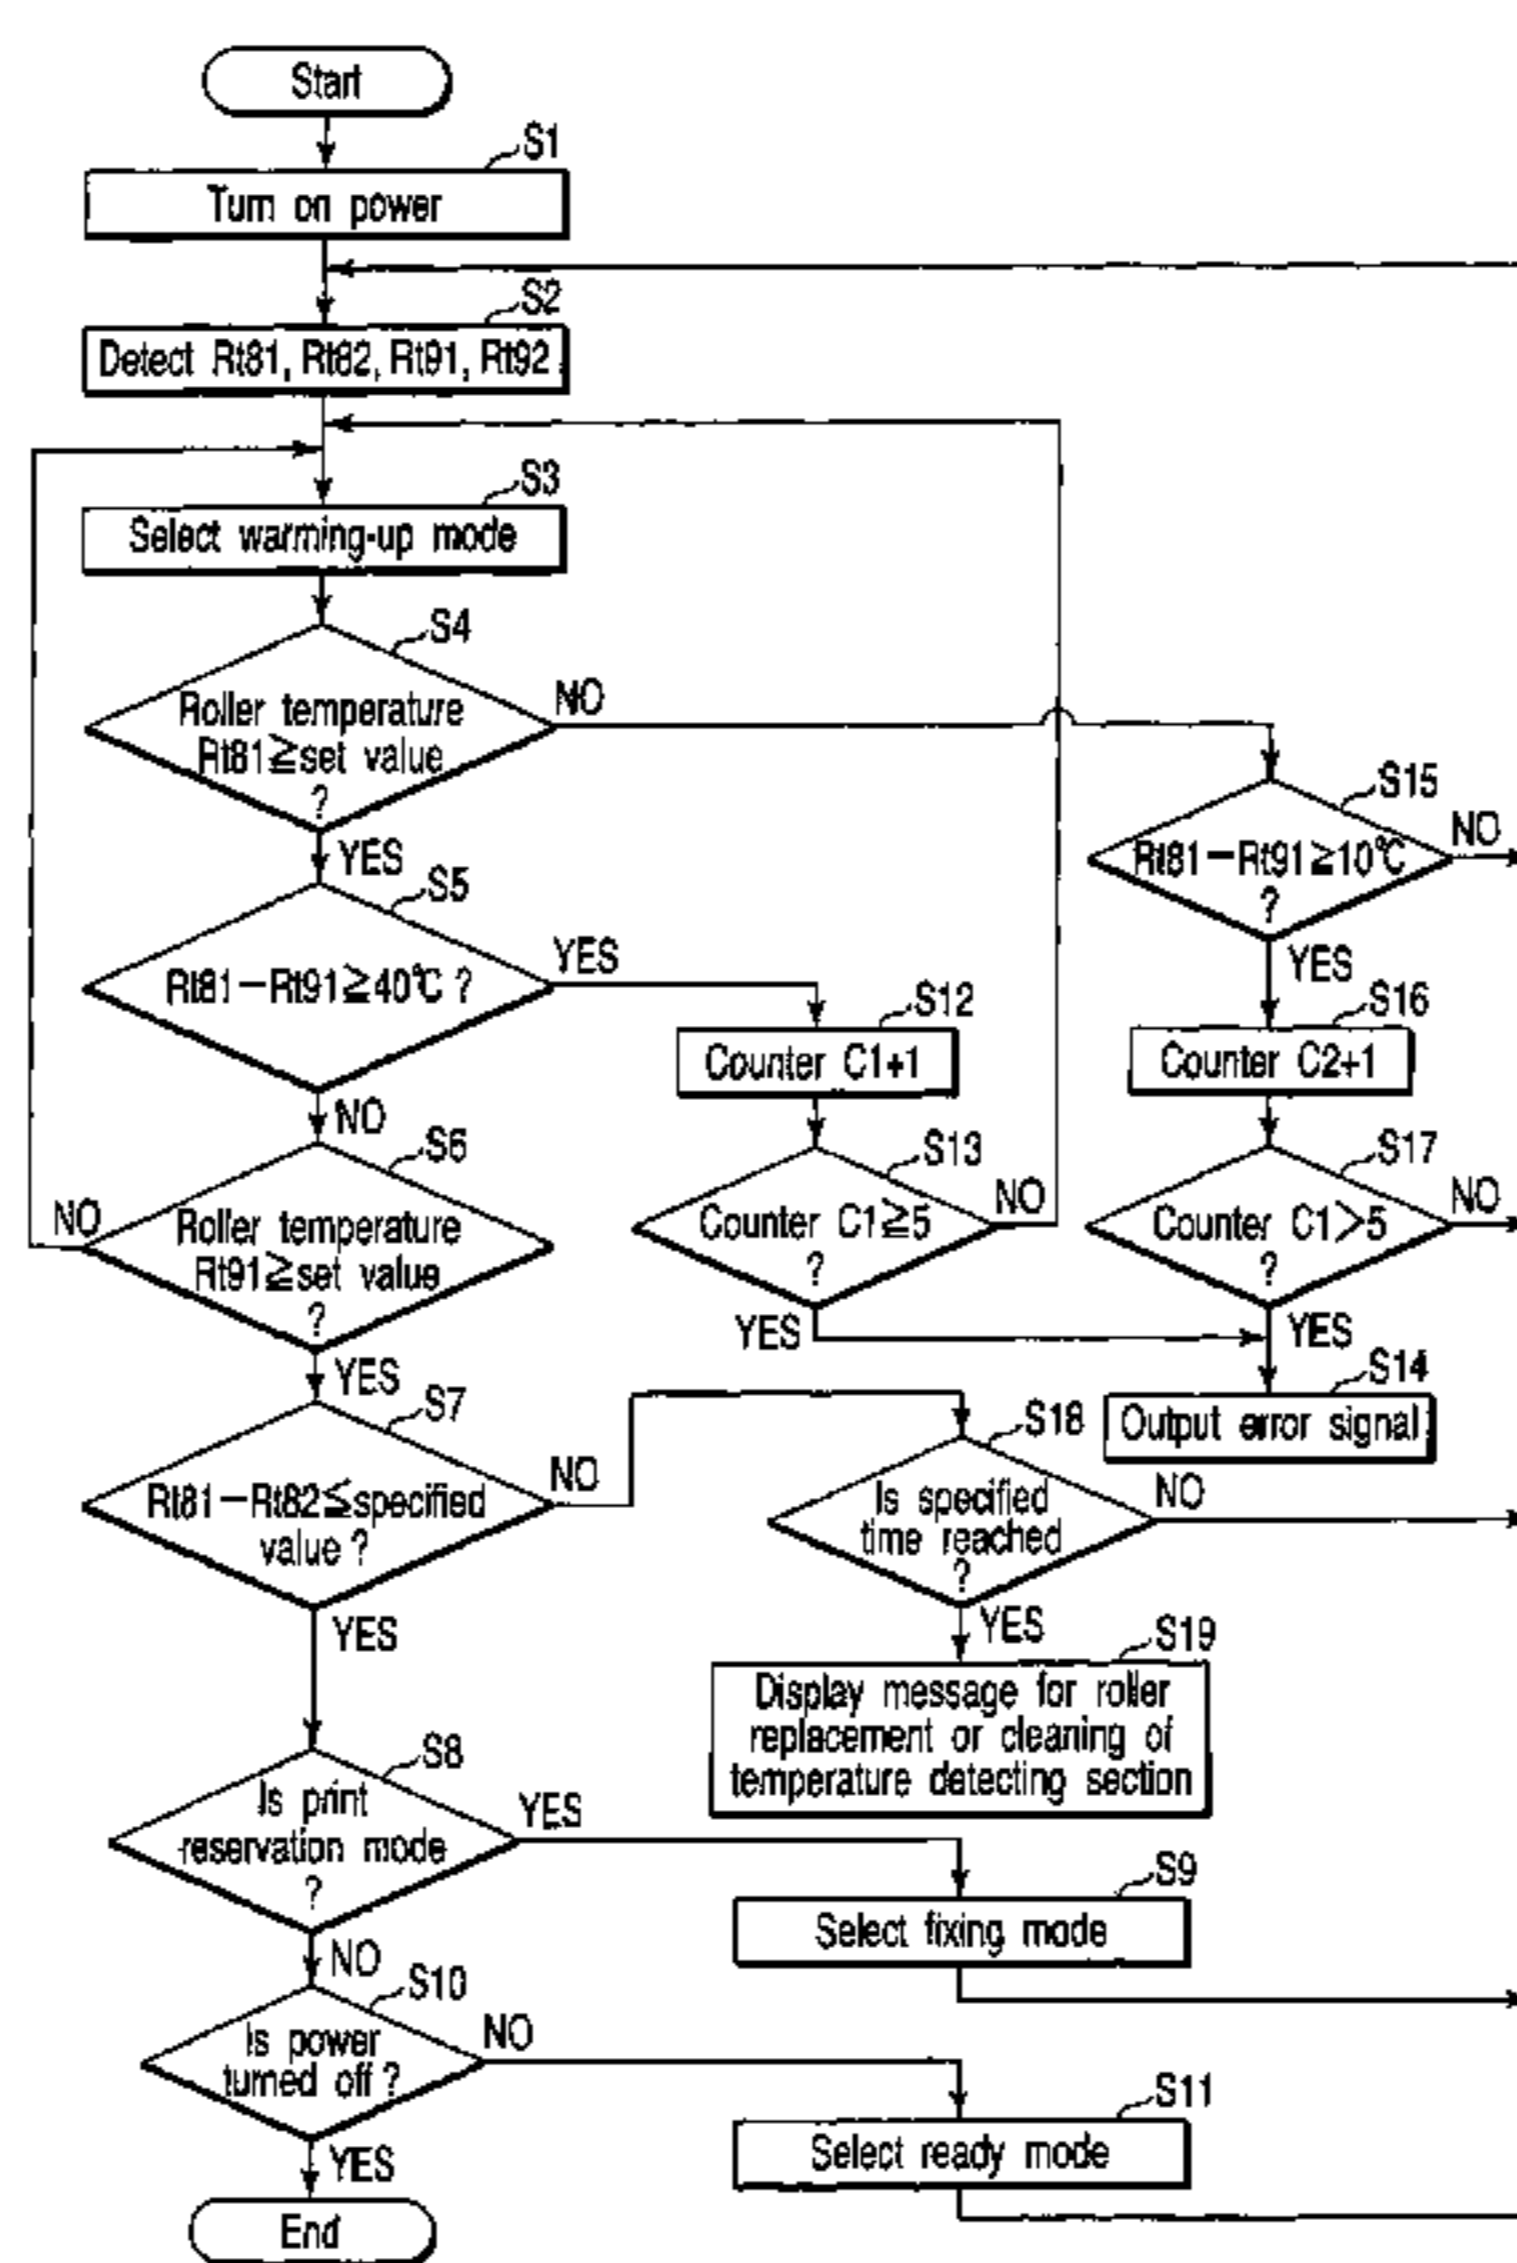 Start
S1
Turn on power
S2
Detect Rt81, Rt82, Rt91, Rt92
S3
Select warming-up mode
S4
Roller temperature
Rt81≧set value
?
NO
YES
S5
Rt81-Rt91≧40℃ ?
YES
NO
S6
Roller temperature
Rt91≧set value
?
NO
YES
S7
Rt81-Rt82≦specified
value ?
NO
YES
S8
Is print
reservation mode
?
YES
NO
S10
Is power
turned off ?
NO
YES
End
S12
Counter C1+1
S13
Counter C1≧5
?
NO
YES
S15
Rt81-Rt91≧10℃
?
NO
YES
S16
Counter C2+1
S17
Counter C1>5
?
NO
YES
S14
Output error signal
S18
Is specified
time reached
?
NO
YES
S19
Display message for roller
replacement or cleaning of
temperature detecting section
S9
Select fixing mode
S11
Select ready mode